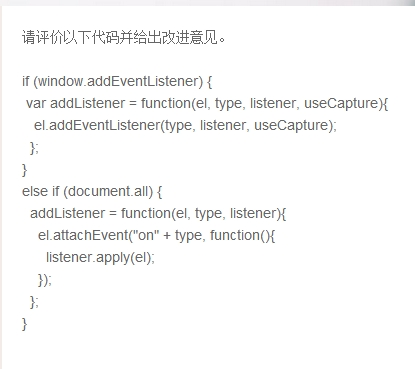 请评价以下代码并给出改进意见。
if (window.addEventListener) {
var addListener = function(el, type, listener, useCapture){
el.addEventListener(type, listener, useCapture);
};
}
else if (document.all) {
addListener = function(el, type, listener){
el.attachEvent("on" + type, function(){
listener.apply(el);
});
};
}